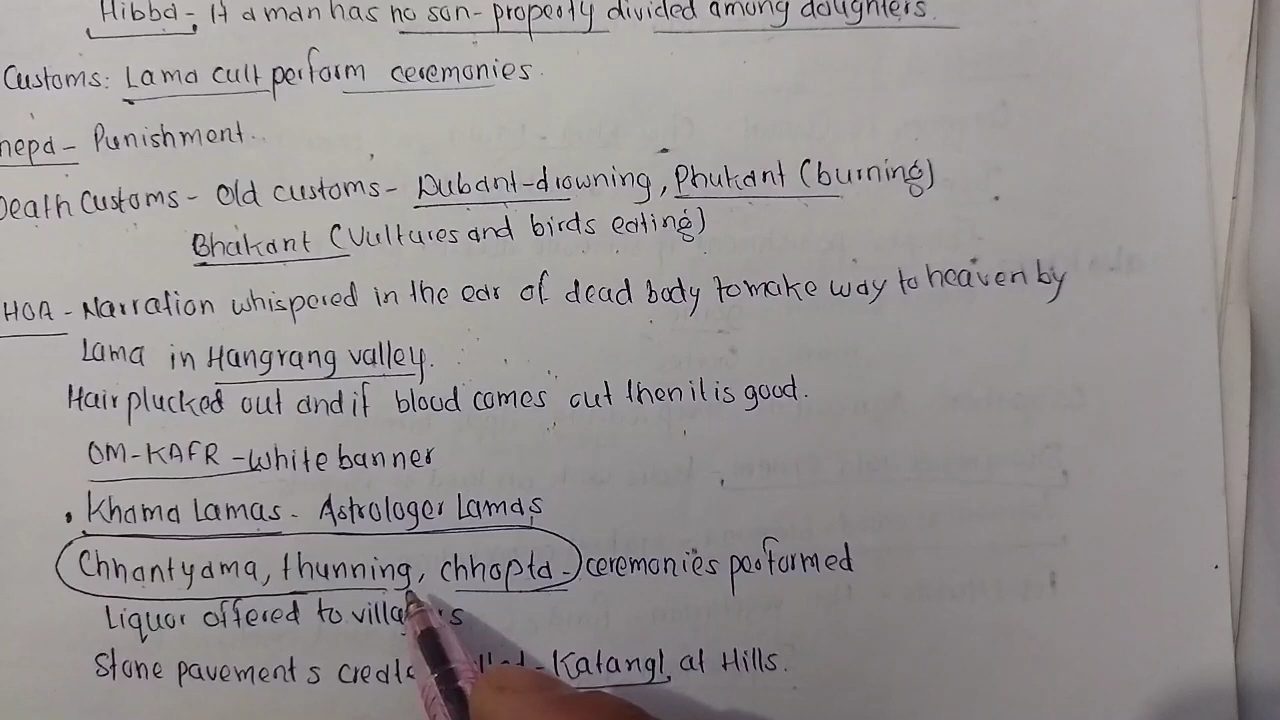 Hibba - If a man has no son - property divided among daughters.
Customs: Lama cult perform ceremonies.
nepa - Punishment..
Death Customs - Old customs - Dubant - drowning, Phukant (burning)
Bhakant (Vultures and birds eating)
HOA - Narration whispered in the ear of dead body to make way to heaven by
Lama in Hangrang valley.
Hair plucked out and if blood comes out then it is good.
OM-KAFR - white banner
. Khama Lamas - Astrologer Lamas
Chhantyama, thunning, chhopta - ceremonies performed
Liquor offered to
Stone pavements - Katangl, at Hills.